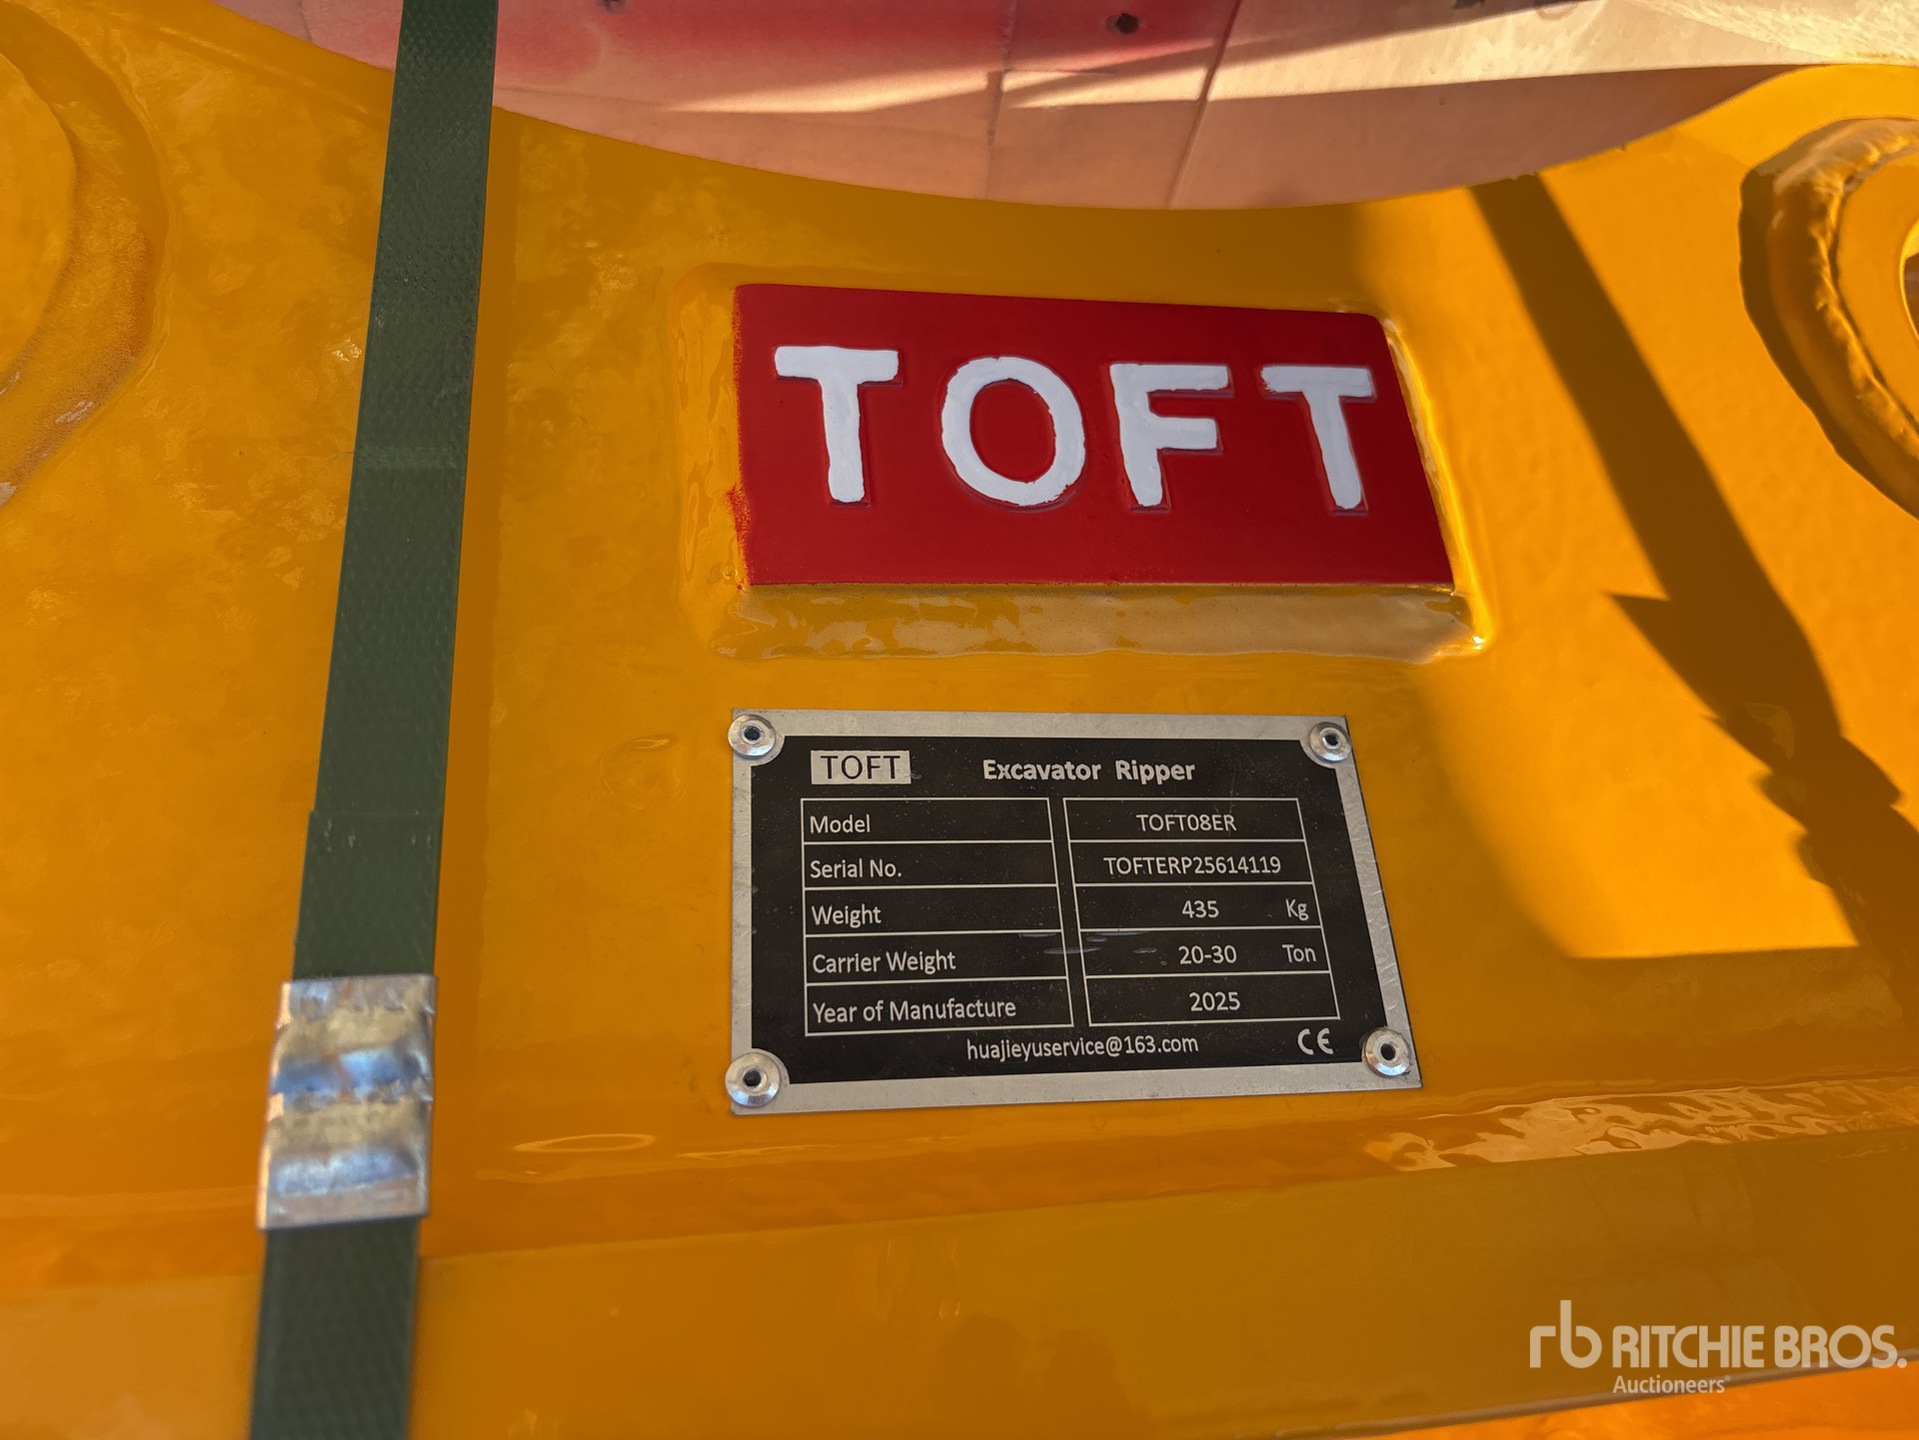 TOFT
TOFT Excavator Ripper
Model TOFT08ER
Serial No. TOFTERP25614119
Weight 435 Kg
Carrier Weight 20-30 Ton
Year of Manufacture 2025
huajieyuservice@163.com CE
rb RITCHIE BROS.
Auctioneers